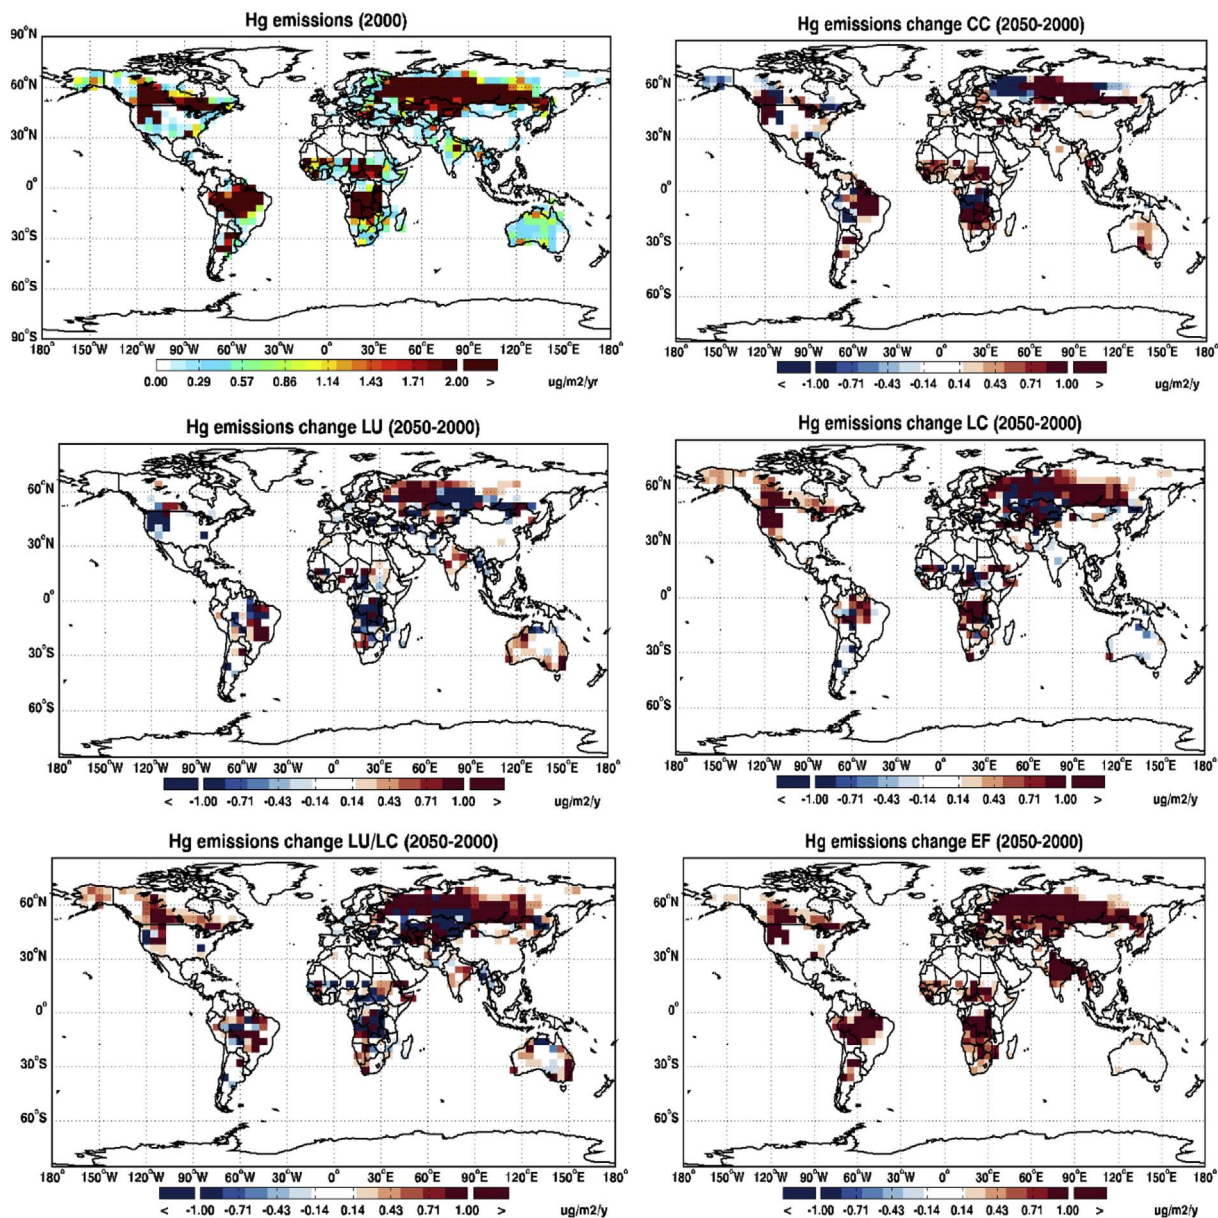 Hg emissions (2000)
90°N
60°N
30°N
0°
30°S
60°S
90°S
180° 150°W 120°W 90°W 60°W 30°W 0° 30°E 60°E 90°E 120°E 150°E 180°
0.00 0.29 0.57 0.86 1.14 1.43 1.71 2.00 > ug/m2/yr
Hg emissions change CC (2050-2000)
60°N
30°N
0°
30°S
60°S
180° 150°W 120°W 90°W 60°W 30°W 0° 30°E 60°E 90°E 120°E 150°E 180°
< -1.00 -0.71 -0.43 -0.14 0.14 0.43 0.71 1.00 > ug/m2/y
Hg emissions change LU (2050-2000)
60°N
30°N
0°
30°S
60°S
180° 150°W 120°W 90°W 60°W 30°W 0° 30°E 60°E 90°E 120°E 150°E 180°
< -1.00 -0.71 -0.43 -0.14 0.14 0.43 0.71 1.00 > ug/m2/y
Hg emissions change LC (2050-2000)
60°N
30°N
0°
30°S
60°S
180° 150°W 120°W 90°W 60°W 30°W 0° 30°E 60°E 90°E 120°E 150°E 180°
< -1.00 -0.71 -0.43 -0.14 0.14 0.43 0.71 1.00 > ug/m2/y
Hg emissions change LU/LC (2050-2000)
60°N
30°N
0°
30°S
60°S
180° 150°W 120°W 90°W 60°W 30°W 0° 30°E 60°E 90°E 120°E 150°E 180°
< -1.00 -0.71 -0.43 -0.14 0.14 0.43 0.71 1.00 > ug/m2/y
Hg emissions change EF (2050-2000)
60°N
30°N
0°
30°S
60°S
180° 150°W 120°W 90°W 60°W 30°W 0° 30°E 60°E 90°E 120°E 150°E 180°
< -1.00 -0.71 -0.43 -0.14 0.14 0.43 0.71 1.00 > ug/m2/y